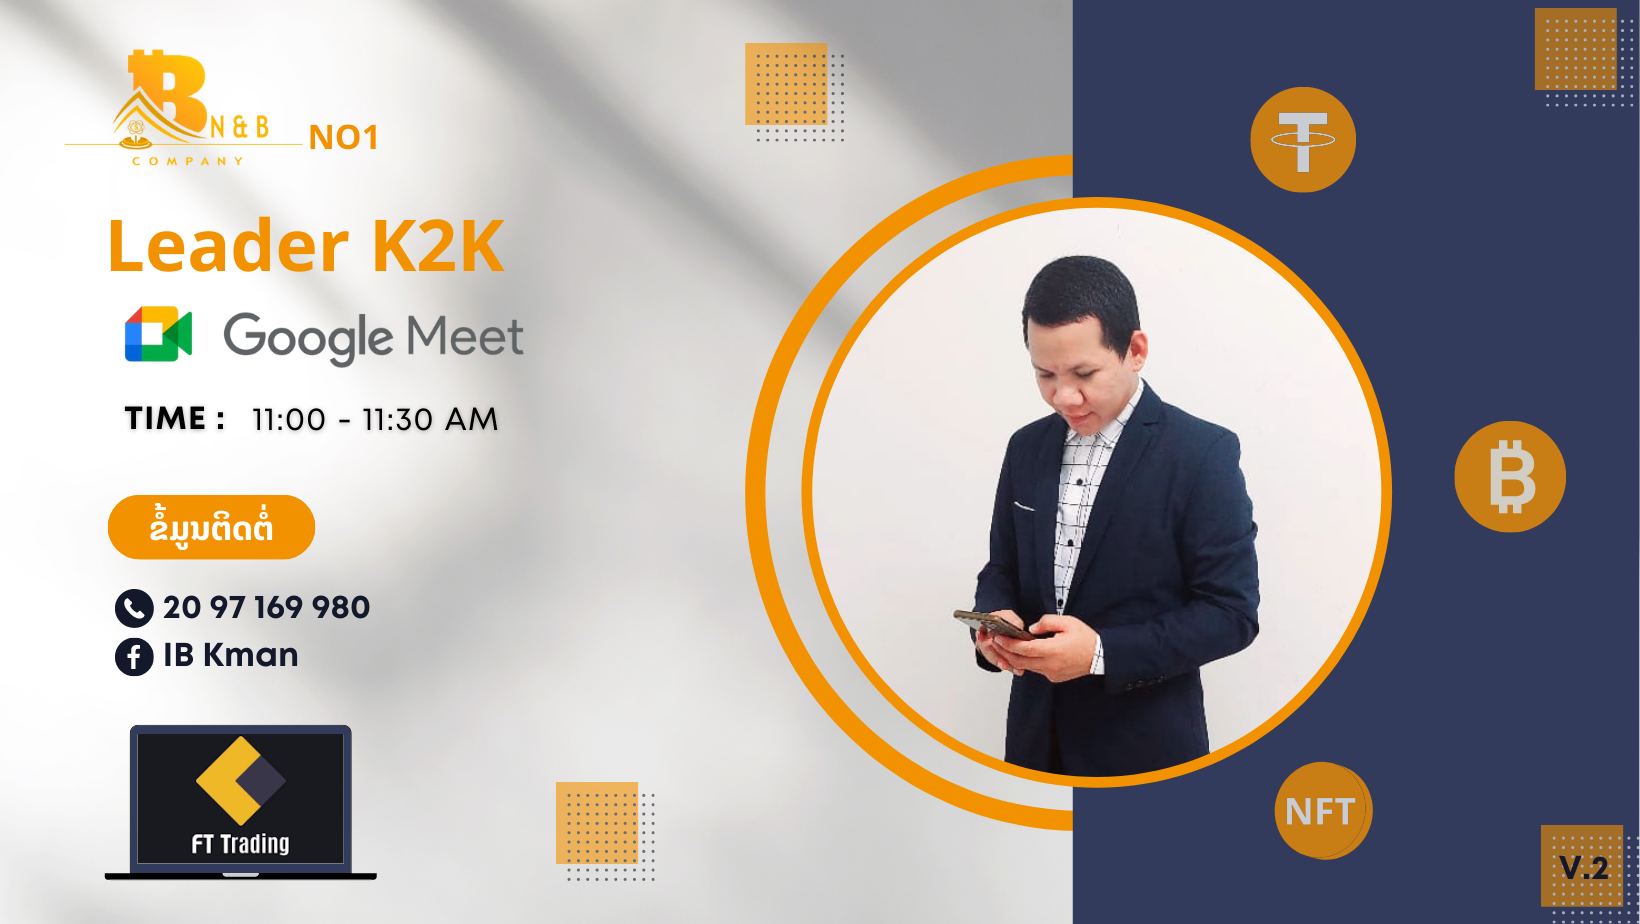 N & B
COMPANY
NO1
Leader K2K
Google Meet
TIME : 11:00 - 11:30 AM
ຂໍ້ມູນຕິດຕໍ່
20 97 169 980
IB Kman
FT Trading
NFT
V.2